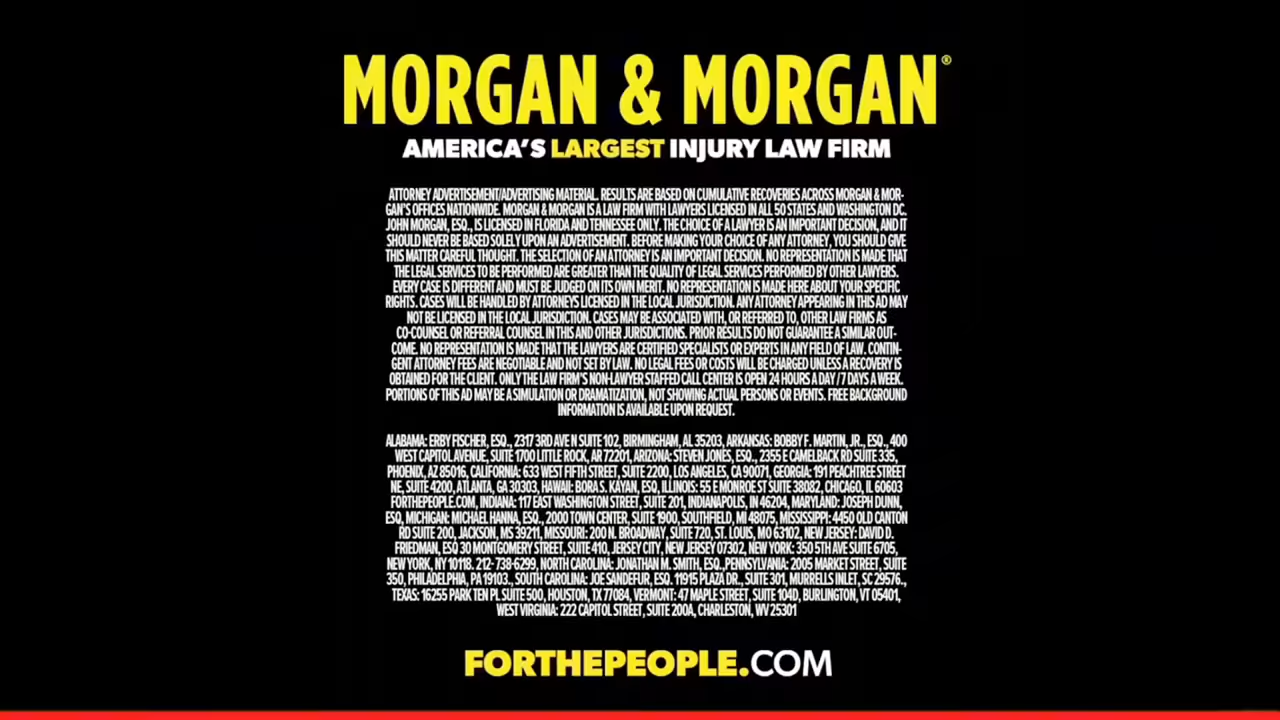 MORGAN & MORGAN®
AMERICA'S LARGEST INJURY LAW FIRM
ATTORNEY ADVERTISEMENT/ADVERTISING MATERIAL. RESULTS ARE BASED ON CUMULATIVE RECOVERIES ACROSS MORGAN & MOR-
GAN'S OFFICES NATIONWIDE. MORGAN & MORGAN IS A LAW FIRM WITH LAWYERS LICENSED IN ALL 50 STATES AND WASHINGTON DC.
JOHN MORGAN, ESQ., IS LICENSED IN FLORIDA AND TENNESSEE ONLY. THE CHOICE OF A LAWYER IS AN IMPORTANT DECISION, AND IT
SHOULD NEVER BE BASED SOLELY UPON AN ADVERTISEMENT. BEFORE MAKING YOUR CHOICE OF ANY ATTORNEY, YOU SHOULD GIVE
THIS MATTER CAREFUL THOUGHT. THE SELECTION OF AN ATTORNEY IS AN IMPORTANT DECISION. NO REPRESENTATION IS MADE THAT
THE LEGAL SERVICES TO BE PERFORMED ARE GREATER THAN THE QUALITY OF LEGAL SERVICES PERFORMED BY OTHER LAWYERS.
EVERY CASE IS DIFFERENT AND MUST BE JUDGED ON ITS OWN MERIT. NO REPRESENTATION IS MADE HERE ABOUT YOUR SPECIFIC
RIGHTS. CASES WILL BE HANDLED BY ATTORNEYS LICENSED IN THE LOCAL JURISDICTION. ANY ATTORNEY APPEARING IN THIS AD MAY
NOT BE LICENSED IN THE LOCAL JURISDICTION. CASES MAY BE ASSOCIATED WITH, OR REFERRED TO, OTHER LAW FIRMS AS
CO-COUNSEL OR REFERRAL COUNSEL IN THIS AND OTHER JURISDICTIONS. PRIOR RESULTS DO NOT GUARANTEE A SIMILAR OUT-
COME. NO REPRESENTATION IS MADE THAT THE LAWYERS ARE CERTIFIED SPECIALISTS OR EXPERTS IN ANY FIELD OF LAW. CONTIN-
GENT ATTORNEY FEES ARE NEGOTIABLE AND NOT SET BY LAW. NO LEGAL FEES OR COSTS WILL BE CHARGED UNLESS A RECOVERY IS
OBTAINED FOR THE CLIENT. ONLY THE LAW FIRM'S NON-LAWYER STAFFED CALL CENTER IS OPEN 24 HOURS A DAY / 7 DAYS A WEEK.
PORTIONS OF THIS AD MAY BE A SIMULATION OR DRAMATIZATION, NOT SHOWING ACTUAL PERSONS OR EVENTS. FREE BACKGROUND
INFORMATION IS AVAILABLE UPON REQUEST.
ALABAMA: ERBY FISCHER, ESQ., 2317 3RD AVE N SUITE 102, BIRMINGHAM, AL 35203, ARKANSAS: BOBBY F. MARTIN, JR., ESQ., 400
WEST CAPITOL AVENUE, SUITE 1700 LITTLE ROCK, AR 72201, ARIZONA: STEVEN JONES, ESQ., 2355 E CAMELBACK RD SUITE 335,
PHOENIX, AZ 85016, CALIFORNIA: 633 WEST FIFTH STREET, SUITE 2200, LOS ANGELES, CA 90071, GEORGIA: 191 PEACHTREE STREET
NE, SUITE 4200, ATLANTA, GA 30303, HAWAII: BORA S. KAYAN, ESQ, ILLINOIS: 55 E MONROE ST SUITE 38082, CHICAGO, IL 60603
FORTHEPEOPLE.COM, INDIANA: 117 EAST WASHINGTON STREET, SUITE 201, INDIANAPOLIS, IN 46204, MARYLAND: JOSEPH DUNN,
ESQ, MICHIGAN: MICHAEL HANNA, ESQ., 2000 TOWN CENTER, SUITE 1900, SOUTHFIELD, MI 48075, MISSISSIPPI: 4450 OLD CANTON
RD SUITE 200, JACKSON, MS 39211, MISSOURI: 200 N. BROADWAY, SUITE 720, ST. LOUIS, MO 63102, NEW JERSEY: DAVID D.
FRIEDMAN, ESQ 30 MONTGOMERY STREET, SUITE 410, JERSEY CITY, NEW JERSEY 07302, NEW YORK: 350 5TH AVE SUITE 6705,
NEW YORK, NY 10118. 212- 738-6299, NORTH CAROLINA: JONATHAN M. SMITH, ESQ.,PENNSYLVANIA: 2005 MARKET STREET, SUITE
350, PHILADELPHIA, PA 19103., SOUTH CAROLINA: JOE SANDEFUR, ESQ. 11915 PLAZA DR., SUITE 301, MURRELLS INLET, SC 29576.,
TEXAS: 16255 PARK TEN PL SUITE 500, HOUSTON, TX 77084, VERMONT: 47 MAPLE STREET, SUITE 104D, BURLINGTON, VT 05401,
WEST VIRGINIA: 222 CAPITOL STREET, SUITE 200A, CHARLESTON, WV 25301
FORTHEPEOPLE.COM